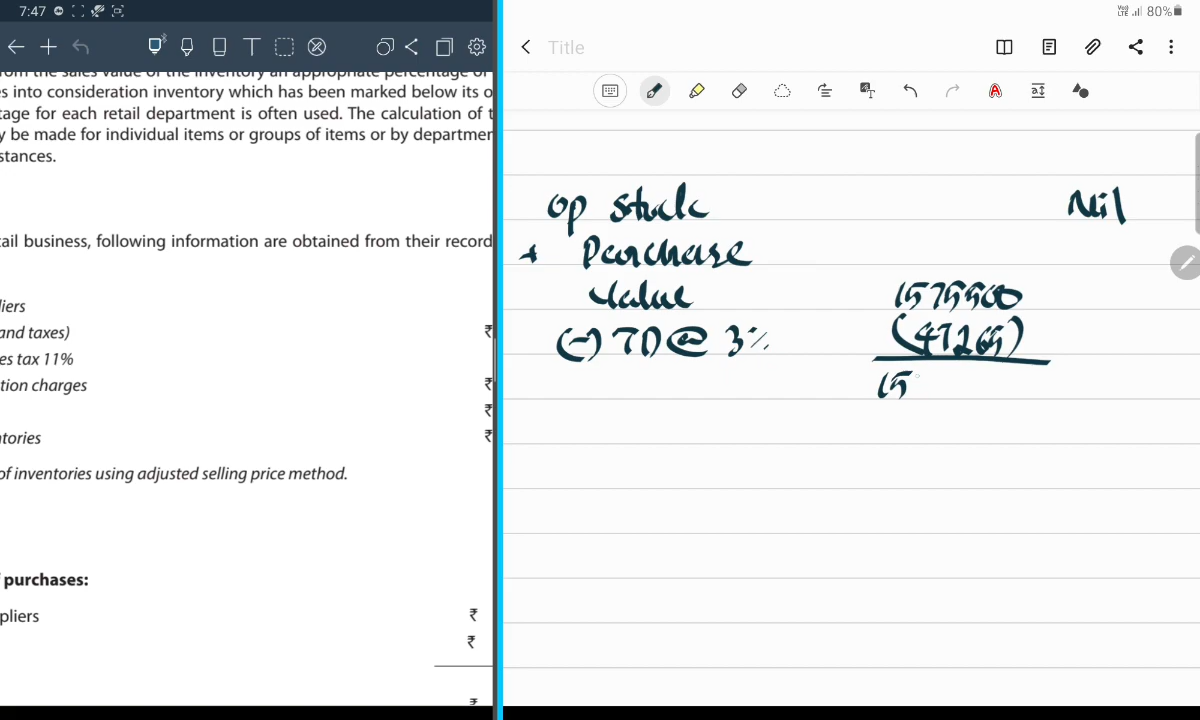 7:47
80%
from the sales value of the inventory an appropriate percentage of
es into consideration inventory which has been marked below its o
tage for each retail department is often used. The calculation of t
y be made for individual items or groups of items or by departmen
stances.
tail business, following information are obtained from their record
liers
and taxes) ₹
es tax 11%
tion charges ₹
₹
ntories ₹
of inventories using adjusted selling price method.
f purchases:
pliers ₹
₹
₹
Title
op stock Nil
+ Purchase
Value 1575500
(-) TD @ 3% (47265)
15